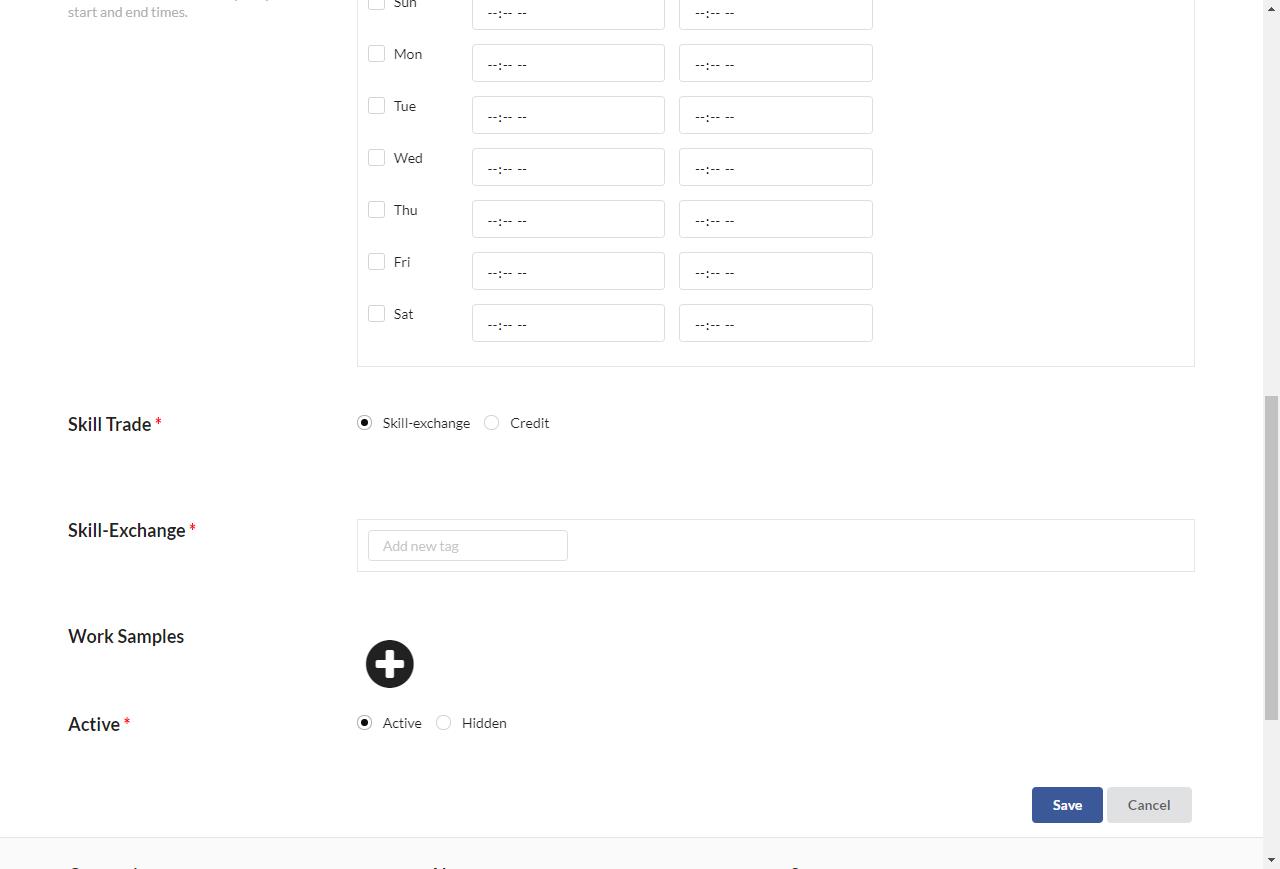 start and end times.
Sun --:-- -- --:-- --
Mon --:-- -- --:-- --
Tue --:-- -- --:-- --
Wed --:-- -- --:-- --
Thu --:-- -- --:-- --
Fri --:-- -- --:-- --
Sat --:-- -- --:-- --
Skill Trade * Skill-exchange Credit
Skill-Exchange * Add new tag
Work Samples
Active * Active Hidden
Save Cancel